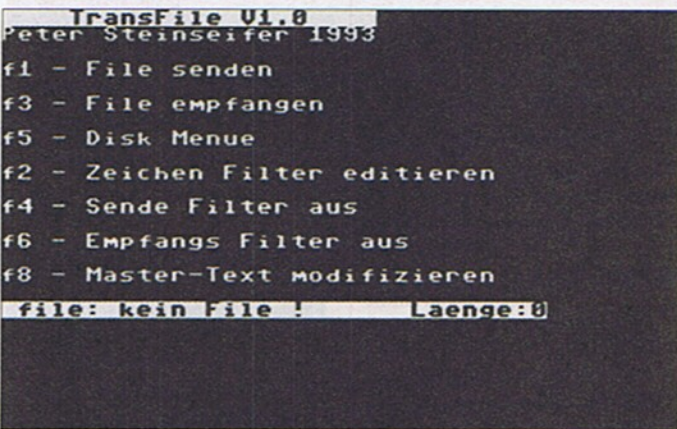 TransFile V1.0
Peter Steinseifer 1993
f1 - File senden
f3 - File empfangen
f5 - Disk Menue
f2 - Zeichen Filter editieren
f4 - Sende Filter aus
f6 - Empfangs Filter aus
f8 - Master-Text modifizieren
file: kein File ! Laenge:0